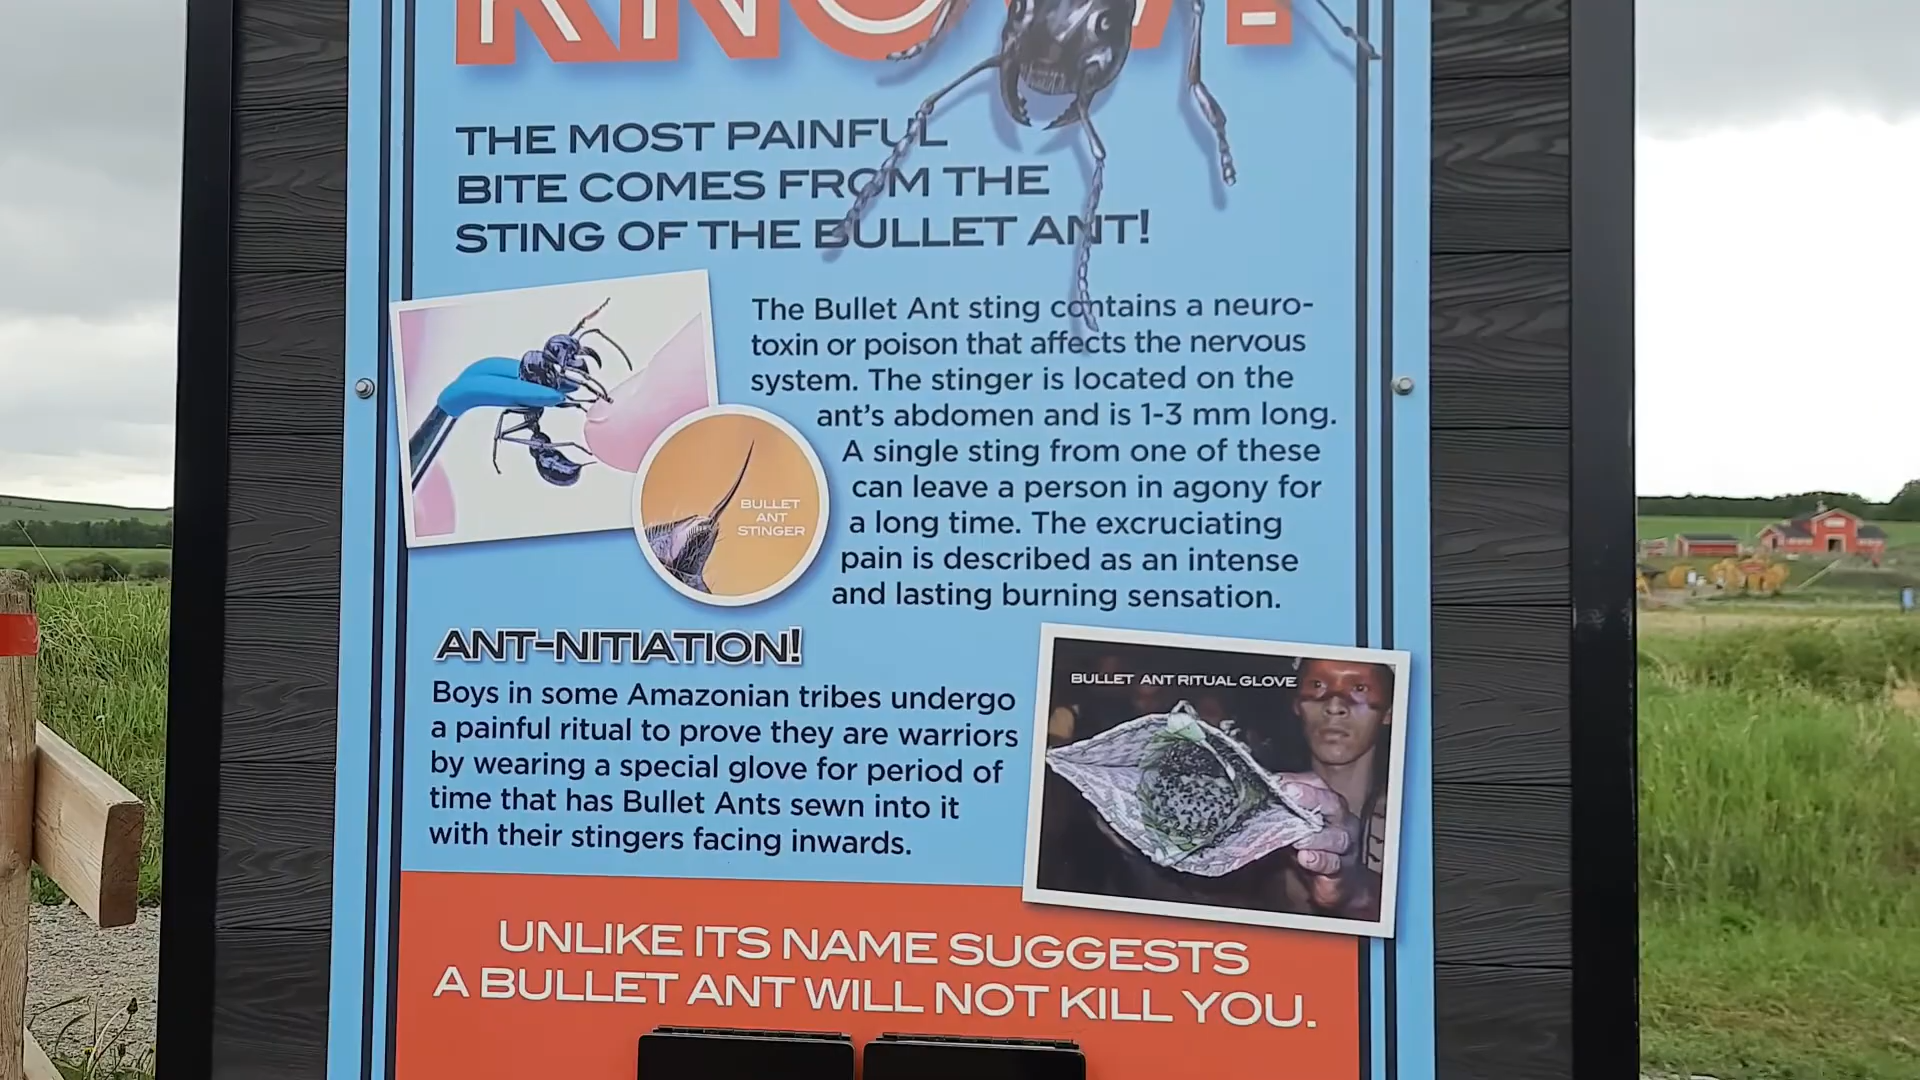 KNOW!
THE MOST PAINFUL
BITE COMES FROM THE
STING OF THE BULLET ANT!
The Bullet Ant sting contains a neuro-
toxin or poison that affects the nervous
system. The stinger is located on the
ant's abdomen and is 1-3 mm long.
A single sting from one of these
can leave a person in agony for
a long time. The excruciating
pain is described as an intense
and lasting burning sensation.
BULLET
ANT
STINGER
ANT-NITIATION!
Boys in some Amazonian tribes undergo
a painful ritual to prove they are warriors
by wearing a special glove for period of
time that has Bullet Ants sewn into it
with their stingers facing inwards.
BULLET ANT RITUAL GLOVE
UNLIKE ITS NAME SUGGESTS
A BULLET ANT WILL NOT KILL YOU.